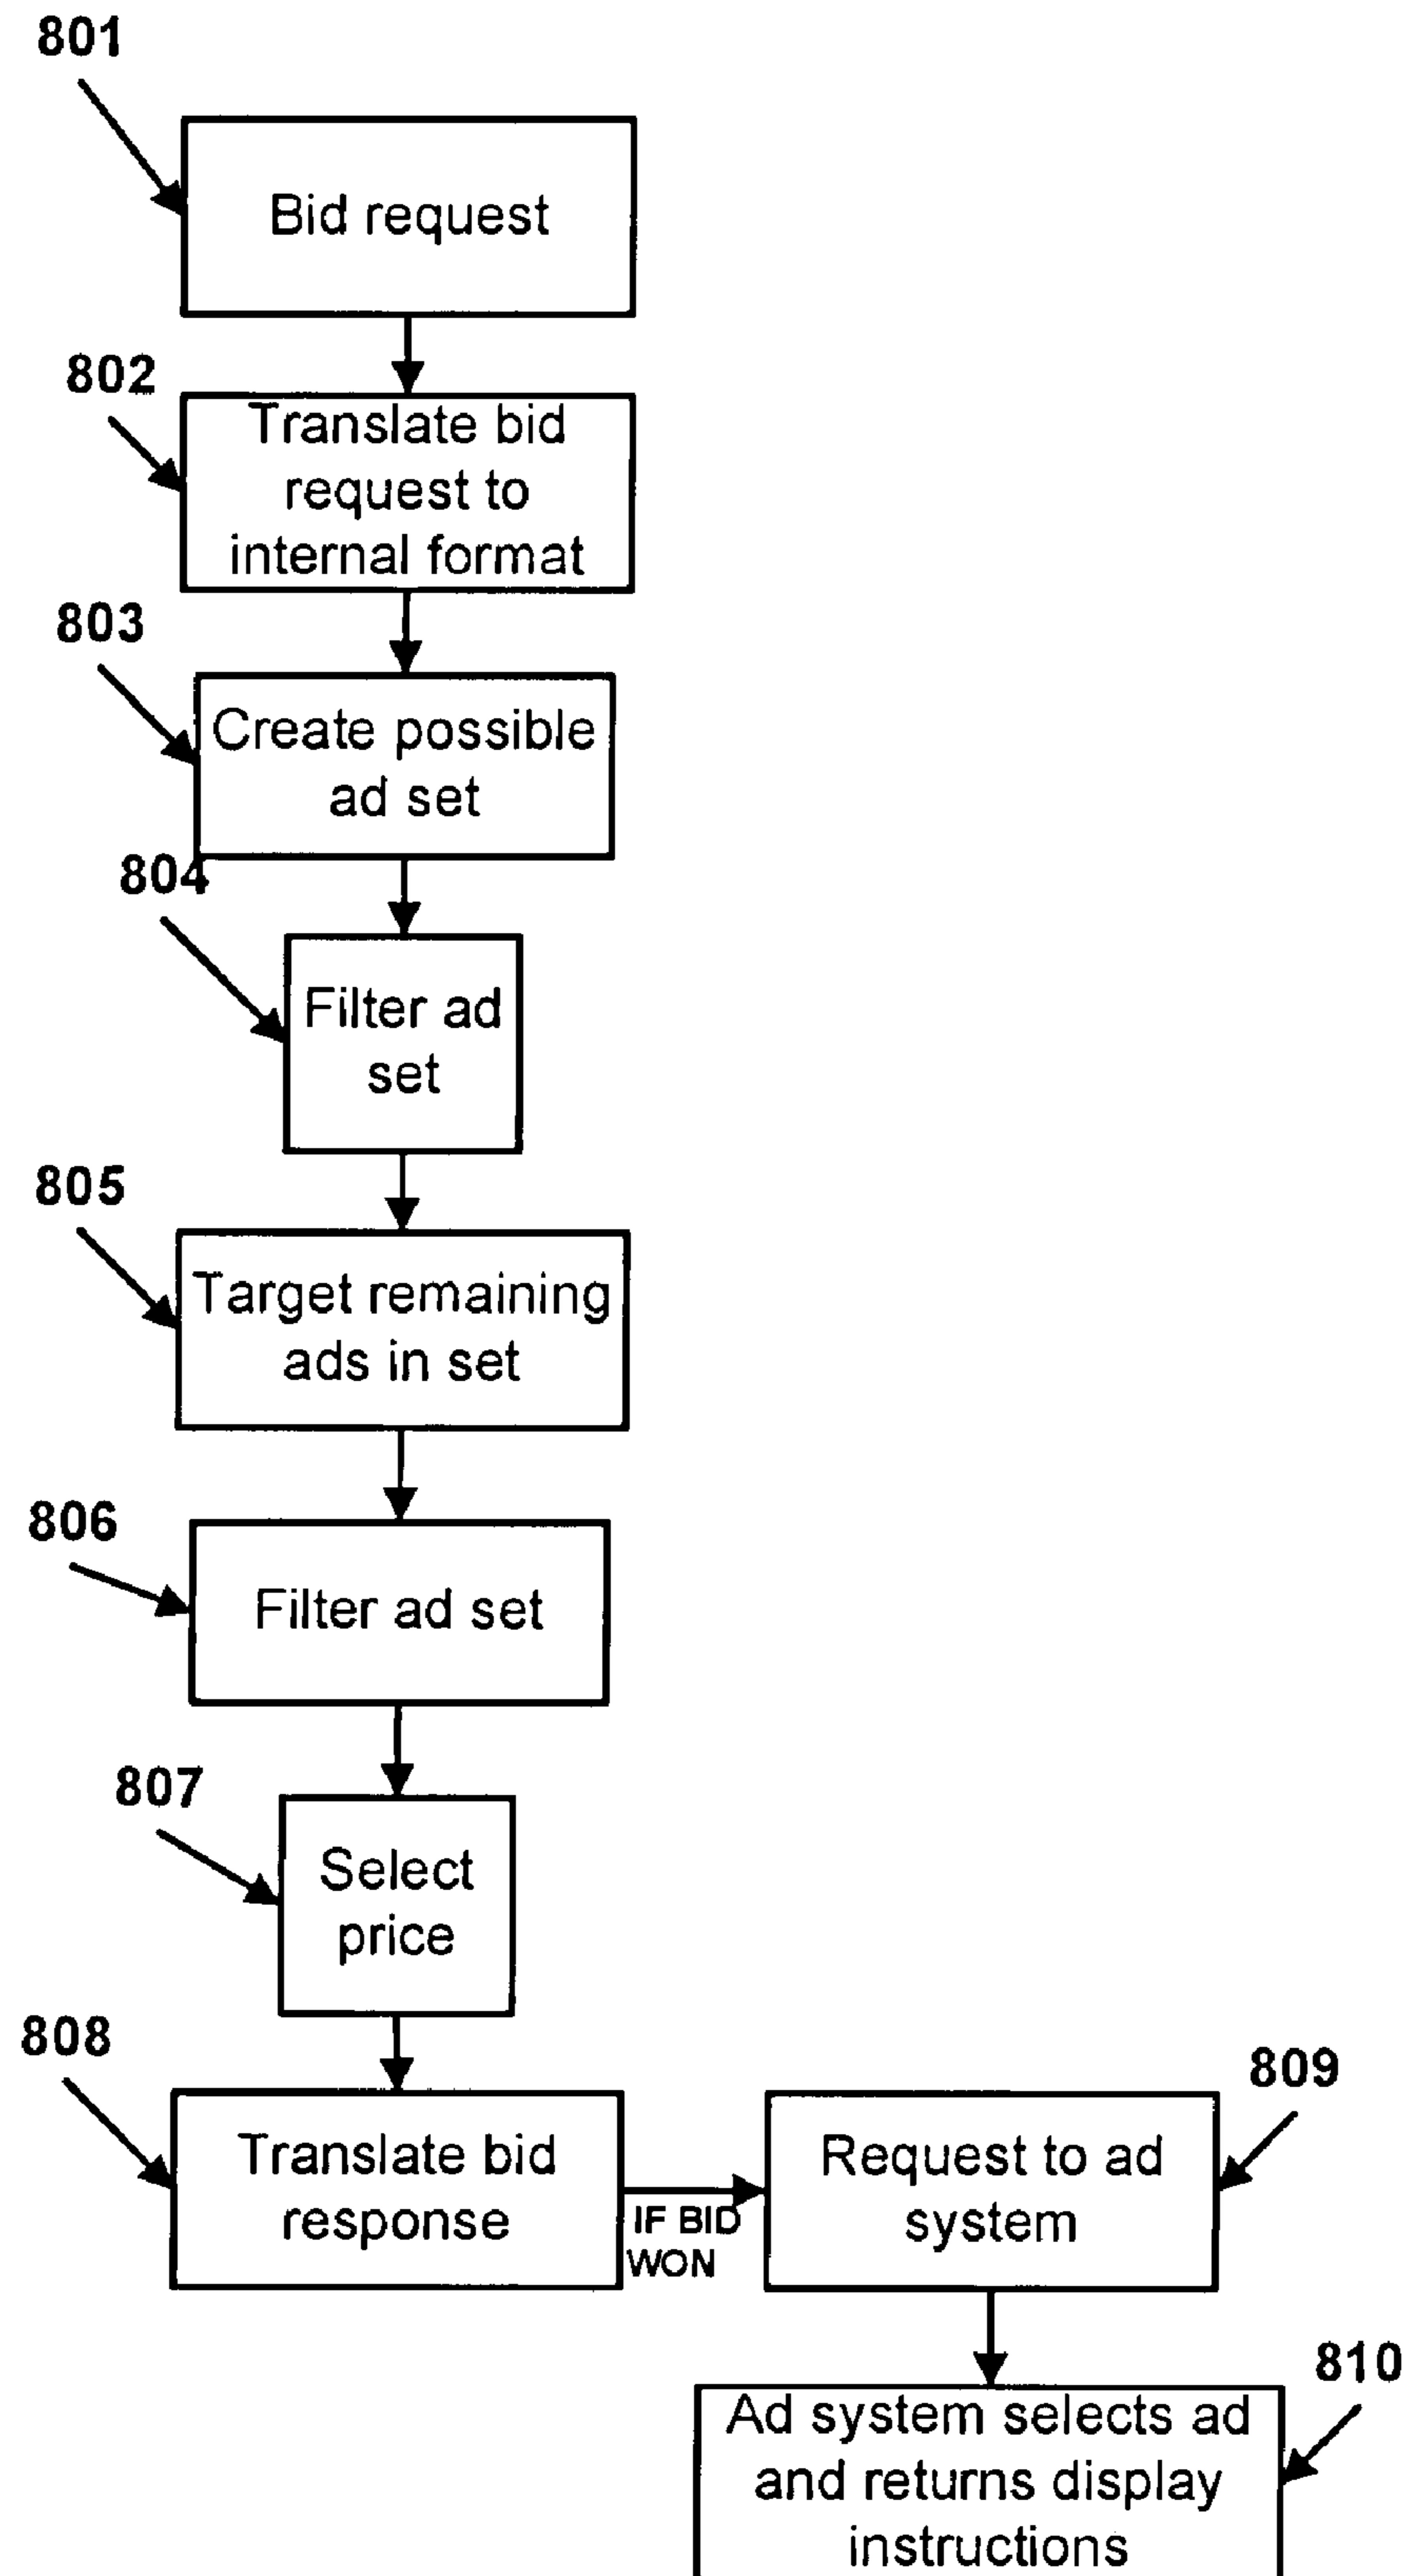 801
Bid request
802
Translate bid
request to
internal format
803
Create possible
ad set
804
Filter ad
set
805
Target remaining
ads in set
806
Filter ad set
807
Select
price
808
Translate bid
response
IF BID
WON
809
Request to ad
system
810
Ad system selects ad
and returns display
instructions